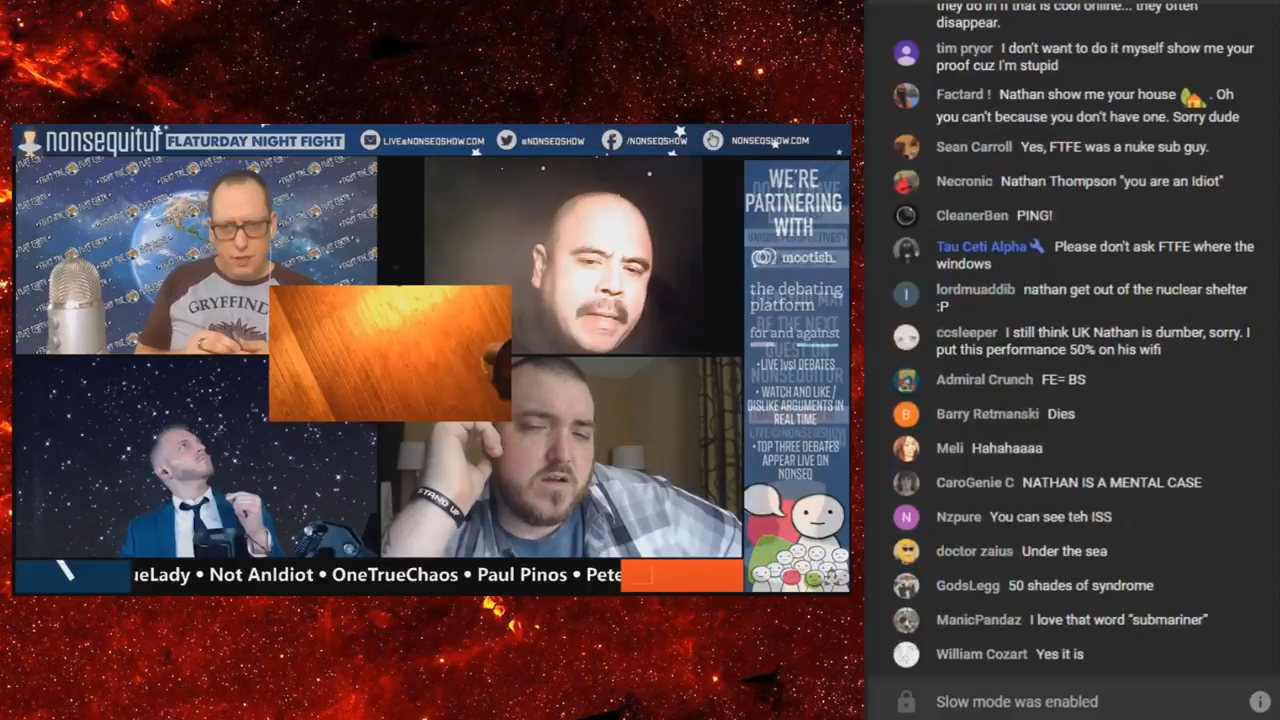 nonsequitur
FLATURDAY NIGHT FIGHT
LIVE@NONSEQSHOW.COM
@NONSEQSHOW
/NONSEQSHOW
NONSEQSHOW.COM
GRYFFIND
STAND UP
WE'RE
PARTNERING
WITH
mootish.
the debating
platform
for and against
•LIVE 1vs1 DEBATES
• WATCH AND LIKE /
DISLIKE ARGUMENTS IN
REAL TIME
•TOP THREE DEBATES
APPEAR LIVE ON
NONSEQ
ueLady • Not AnIdiot • OneTrueChaos • Paul Pinos • Pete
they do in it that is cool online... they often
disappear.
tim pryor I don't want to do it myself show me your
proof cuz I'm stupid
Factard ! Nathan show me your house 🏡 . Oh
you can't because you don't have one. Sorry dude
Sean Carroll Yes, FTFE was a nuke sub guy.
Necronic Nathan Thompson "you are an Idiot"
CleanerBen PING!
Tau Ceti Alpha Please don't ask FTFE where the
windows
I
lordmuaddib nathan get out of the nuclear shelter
:P
ccsleeper I still think UK Nathan is dumber, sorry. I
put this performance 50% on his wifi
Admiral Crunch FE= BS
B
Barry Retmanski Dies
Meli Hahahaaaa
CaroGenie C NATHAN IS A MENTAL CASE
N
Nzpure You can see teh ISS
doctor zaius Under the sea
GodsLegg 50 shades of syndrome
ManicPandaz I love that word "submariner"
William Cozart Yes it is
Slow mode was enabled